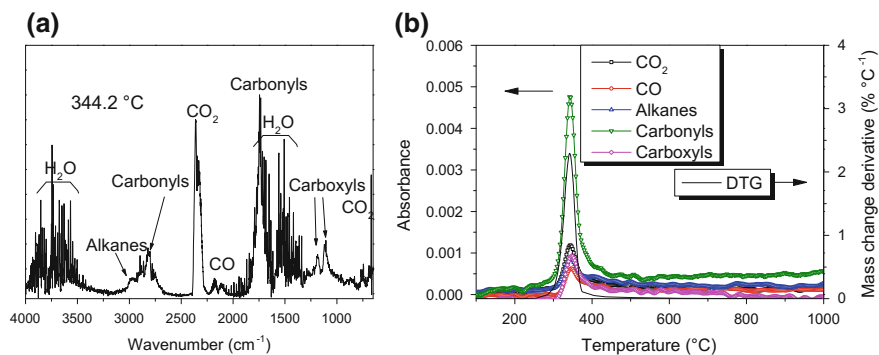 (a)
344.2 °C
Carbonyls
CO₂
H₂O
H₂O
Carbonyls
Carboxyls
CO₂
Alkanes
CO
4000 3500 3000 2500 2000 1500 1000
Wavenumber (cm⁻¹)
(b)
0.006
0.005
0.004
0.003
0.002
0.001
0.000
Absorbance
CO₂
CO
Alkanes
Carbonyls
Carboxyls
DTG
4
3
2
1
0
Mass change derivative (% °C⁻¹)
200 400 600 800 1000
Temperature (°C)